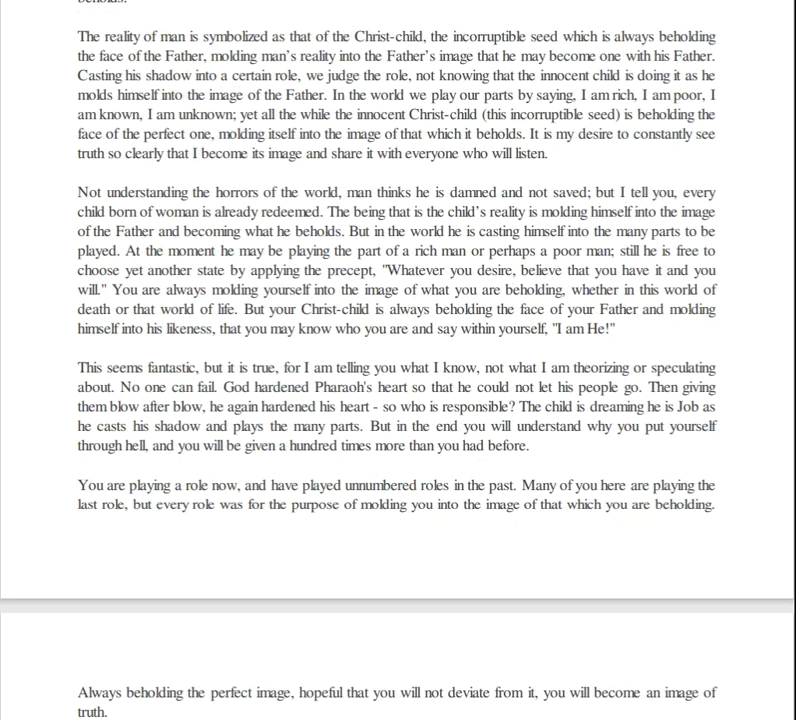 The reality of man is symbolized as that of the Christ-child, the incorruptible seed which is always beholding
the face of the Father, molding man's reality into the Father's image that he may become one with his Father.
Casting his shadow into a certain role, we judge the role, not knowing that the innocent child is doing it as he
molds himself into the image of the Father. In the world we play our parts by saying, I am rich, I am poor, I
am known, I am unknown; yet all the while the innocent Christ-child (this incorruptible seed) is beholding the
face of the perfect one, molding itself into the image of that which it beholds. It is my desire to constantly see
truth so clearly that I become its image and share it with everyone who will listen.
Not understanding the horrors of the world, man thinks he is damned and not saved; but I tell you, every
child born of woman is already redeemed. The being that is the child's reality is molding himself into the image
of the Father and becoming what he beholds. But in the world he is casting himself into the many parts to be
played. At the moment he may be playing the part of a rich man or perhaps a poor man; still he is free to
choose yet another state by applying the precept, "Whatever you desire, believe that you have it and you
will." You are always molding yourself into the image of what you are beholding, whether in this world of
death or that world of life. But your Christ-child is always beholding the face of your Father and molding
himself into his likeness, that you may know who you are and say within yourself, "I am He!"
This seems fantastic, but it is true, for I am telling you what I know, not what I am theorizing or speculating
about. No one can fail. God hardened Pharaoh's heart so that he could not let his people go. Then giving
them blow after blow, he again hardened his heart - so who is responsible? The child is dreaming he is Job as
he casts his shadow and plays the many parts. But in the end you will understand why you put yourself
through hell, and you will be given a hundred times more than you had before.
You are playing a role now, and have played unnumbered roles in the past. Many of you here are playing the
last role, but every role was for the purpose of molding you into the image of that which you are beholding.
Always beholding the perfect image, hopeful that you will not deviate from it, you will become an image of
truth.